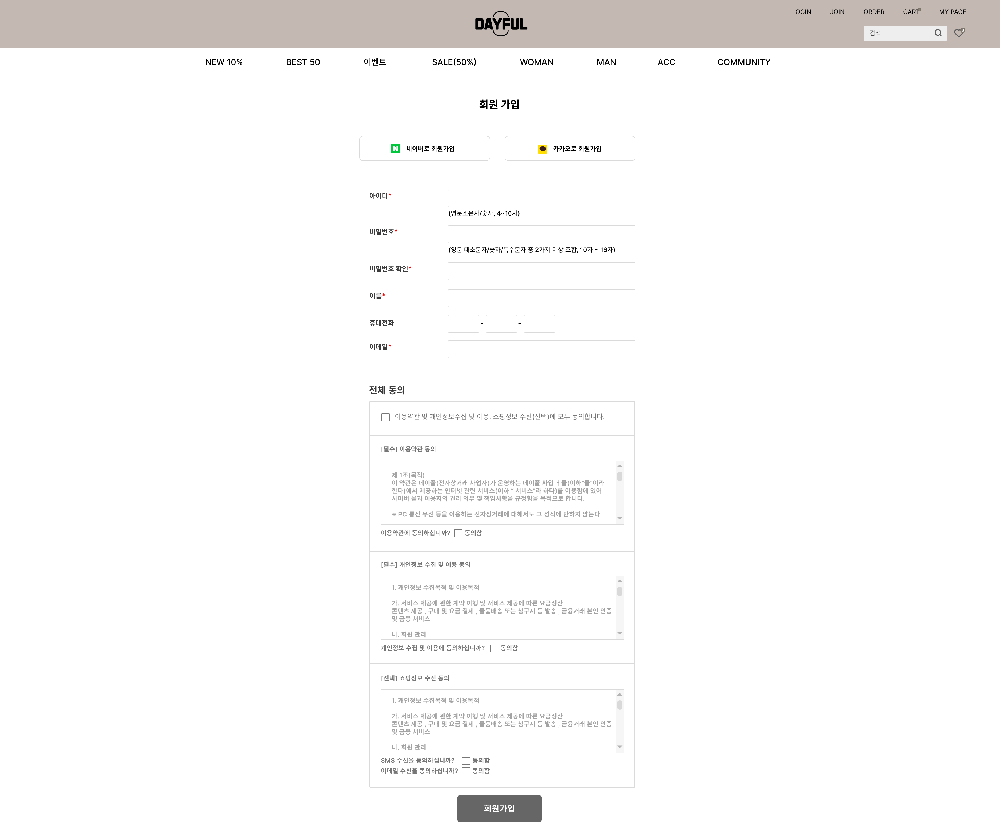 DAYFUL
LOGIN JOIN ORDER CART MY PAGE
검색
3
NEW 10% BEST 50 이벤트 SALE(50%) WOMAN MAN ACC COMMUNITY
회원 가입
N 네이버로 회원가입 카카오로 회원가입
아이디*
(영문소문자/숫자, 4~16자)
비밀번호*
(영문 대소문자/숫자/특수문자 중 2가지 이상 조합, 10자 ~ 16자)
비밀번호 확인*
이름*
휴대전화 - -
이메일*
전체 동의
이용약관 및 개인정보수집 및 이용, 쇼핑정보 수신(선택)에 모두 동의합니다.
[필수] 이용약관 동의
제 1조(목적)
이 약관은 데이폴(전자상거래 사업자)가 운영하는 데이폴 사입 ㅓ몰(이하”몰”이라
한다)에서 제공하는 인터넷 관련 서비스(이하 “ 서비스”라 하다)를 이용함에 있어
사이버 몰과 이용자의 권리 의무 및 책임사항을 규정함을 목적으로 합니다.
※ PC 통신 무선 등을 이용하는 전자상거래에 대해서도 그 성적에 반하지 않는다.
이용약관에 동의하십니까? 동의함
[필수] 개인정보 수집 및 이용 동의
1. 개인정보 수집목적 및 이용목적
가. 서비스 제공에 관한 계약 이행 및 서비스 제공에 따른 요금정산
콘텐츠 제공 , 구매 및 요금 결제 , 물품배송 또는 청구지 등 발송 , 금융거래 본인 인증
및 금융 서비스
나. 회원 관리
개인정보 수집 및 이용에 동의하십니까? 동의함
[선택] 쇼핑정보 수신 동의
1. 개인정보 수집목적 및 이용목적
가. 서비스 제공에 관한 계약 이행 및 서비스 제공에 따른 요금정산
콘텐츠 제공 , 구매 및 요금 결제 , 물품배송 또는 청구지 등 발송 , 금융거래 본인 인증
및 금융 서비스
나. 회원 관리
SMS 수신을 동의하십니까? 동의함
이메일 수신을 동의하십니까? 동의함
회원가입